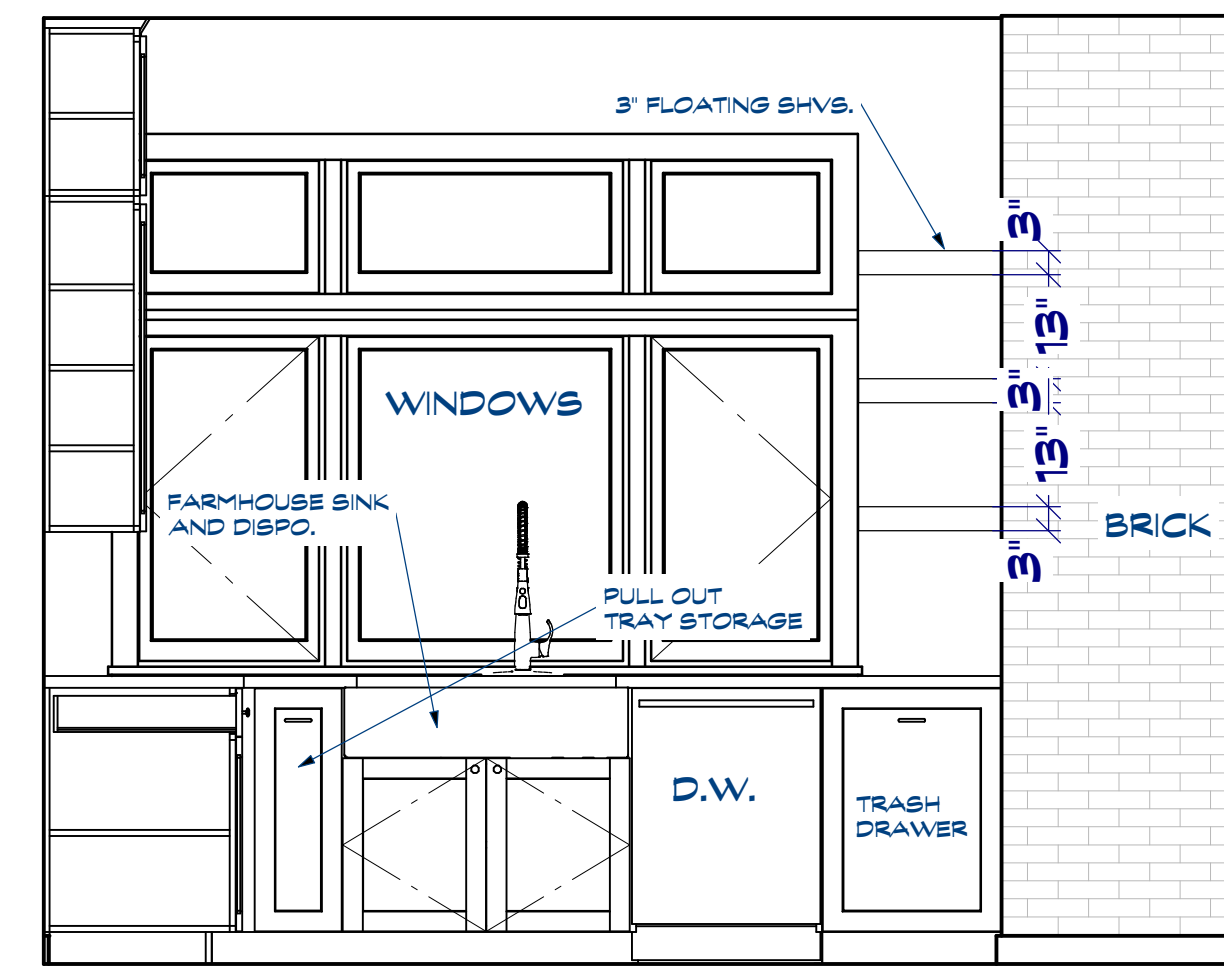 3" FLOATING SHVS.
3"
13"
WINDOWS
3"
13"
FARMHOUSE SINK
AND DISPO.
BRICK
3"
PULL OUT
TRAY STORAGE
D.W.
TRASH
DRAWER